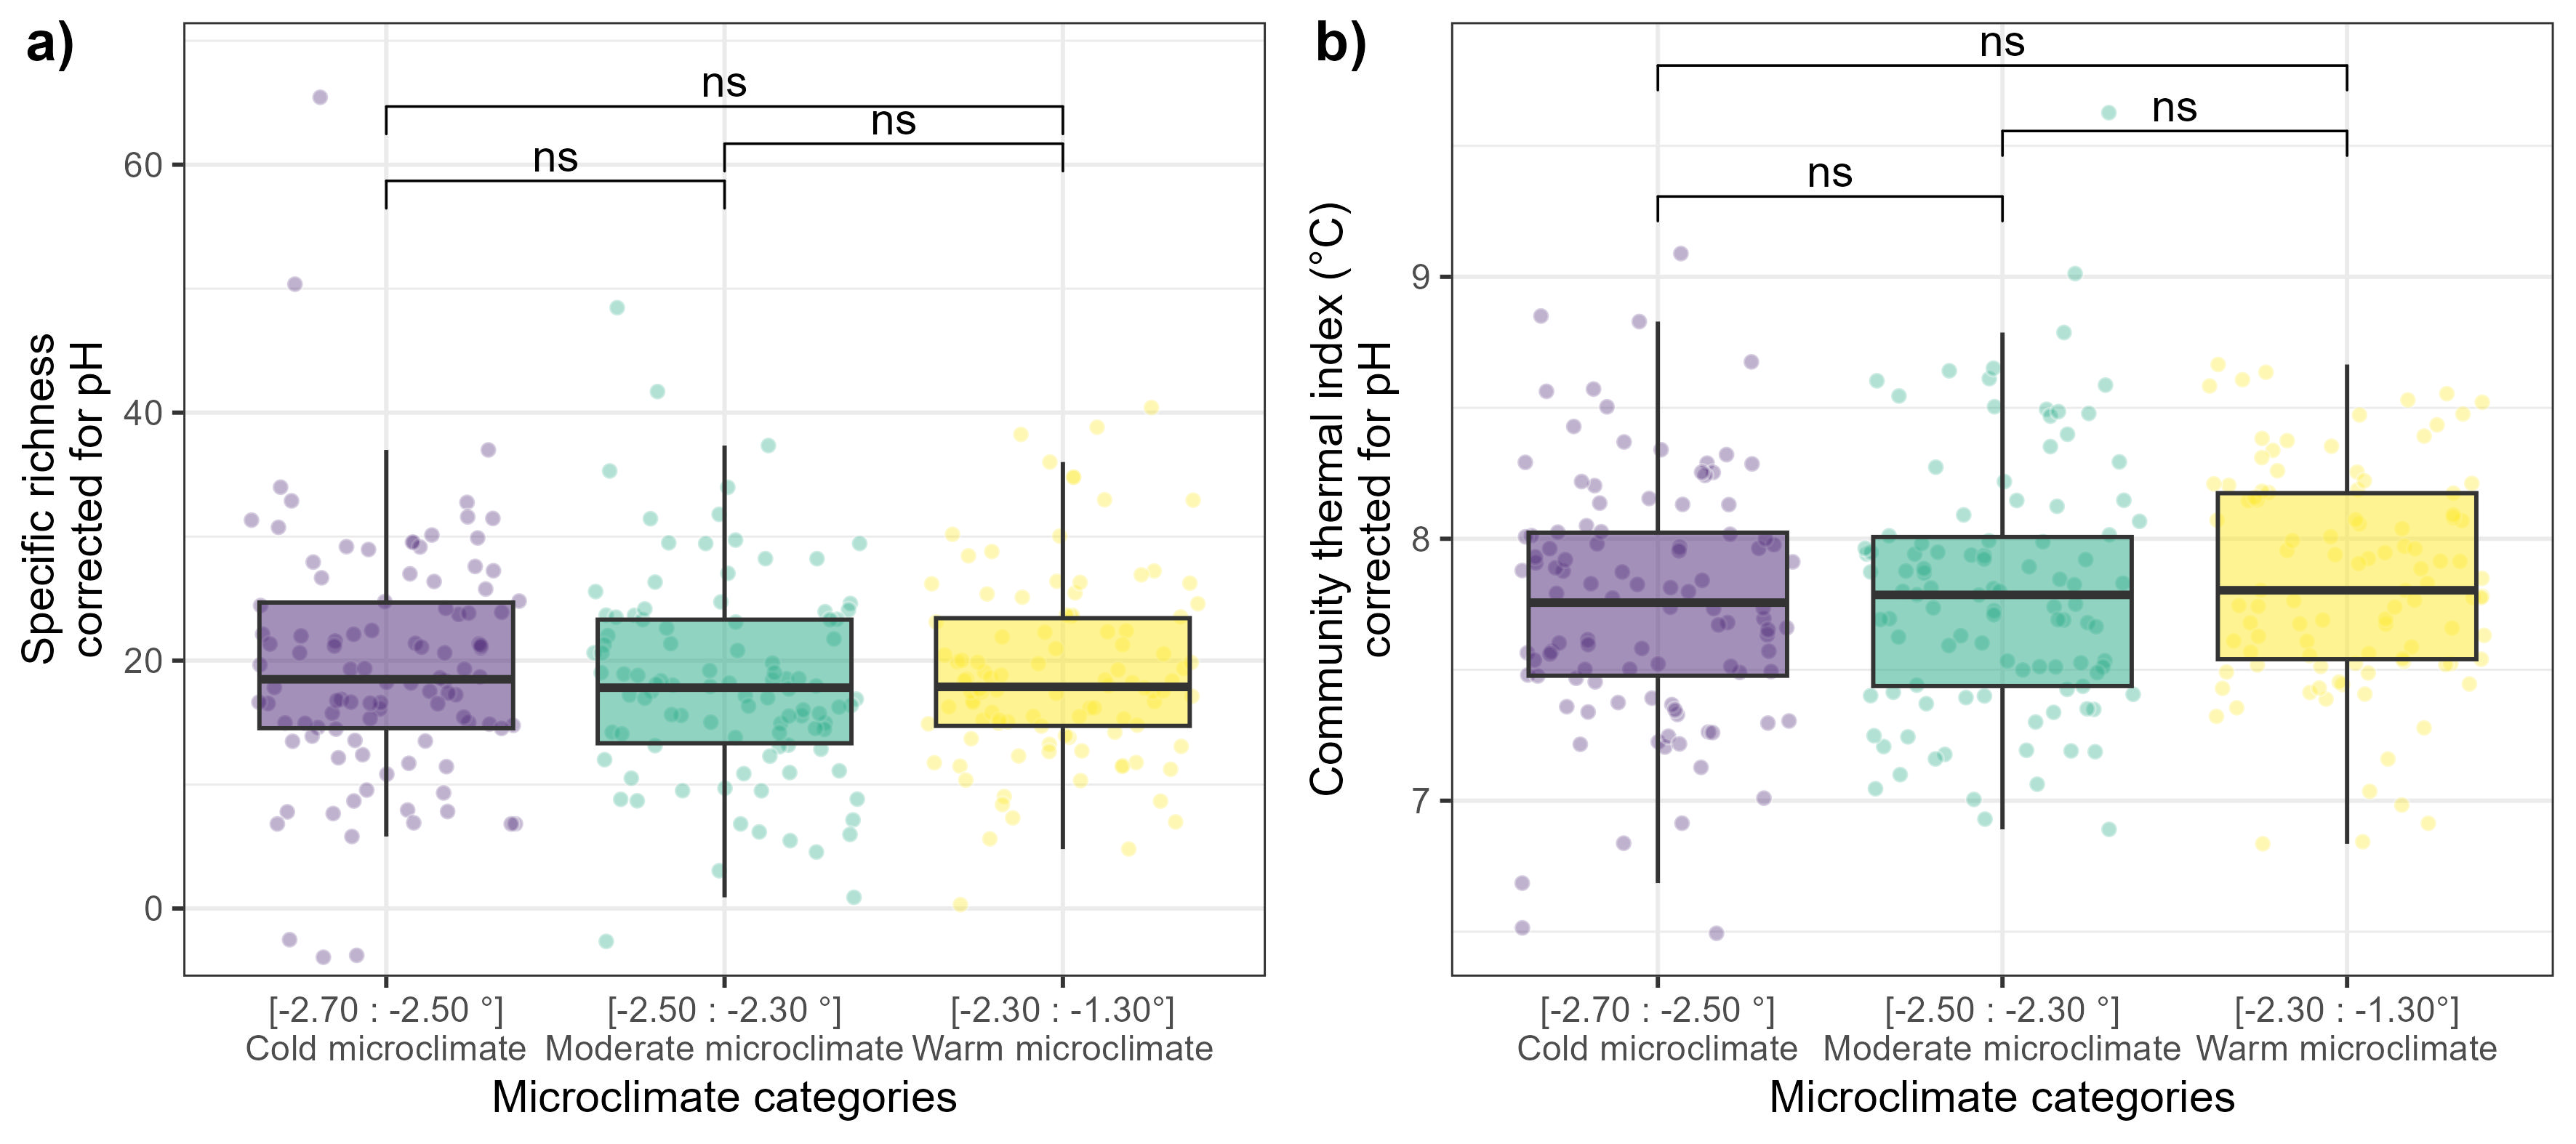 a)
ns
ns
ns
60
40
20
0
Specific richness
corrected for pH
[-2.70 : -2.50 °]
Cold microclimate
[-2.50 : -2.30 °]
Moderate microclimate
[-2.30 : -1.30°]
Warm microclimate
Microclimate categories
b)
ns
ns
ns
9
8
7
Community thermal index (°C)
corrected for pH
[-2.70 : -2.50 °]
Cold microclimate
[-2.50 : -2.30 °]
Moderate microclimate
[-2.30 : -1.30°]
Warm microclimate
Microclimate categories